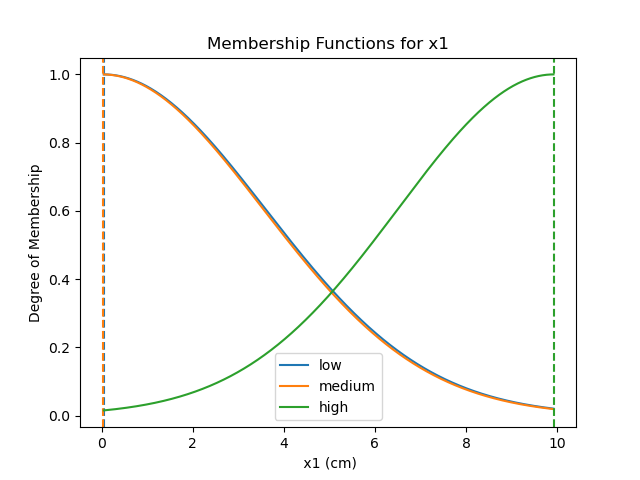 Membership Functions for x1
Degree of Membership
1.0
0.8
0.6
0.4
0.2
0.0
low
medium
high
0 2 4 6 8 10
x1 (cm)